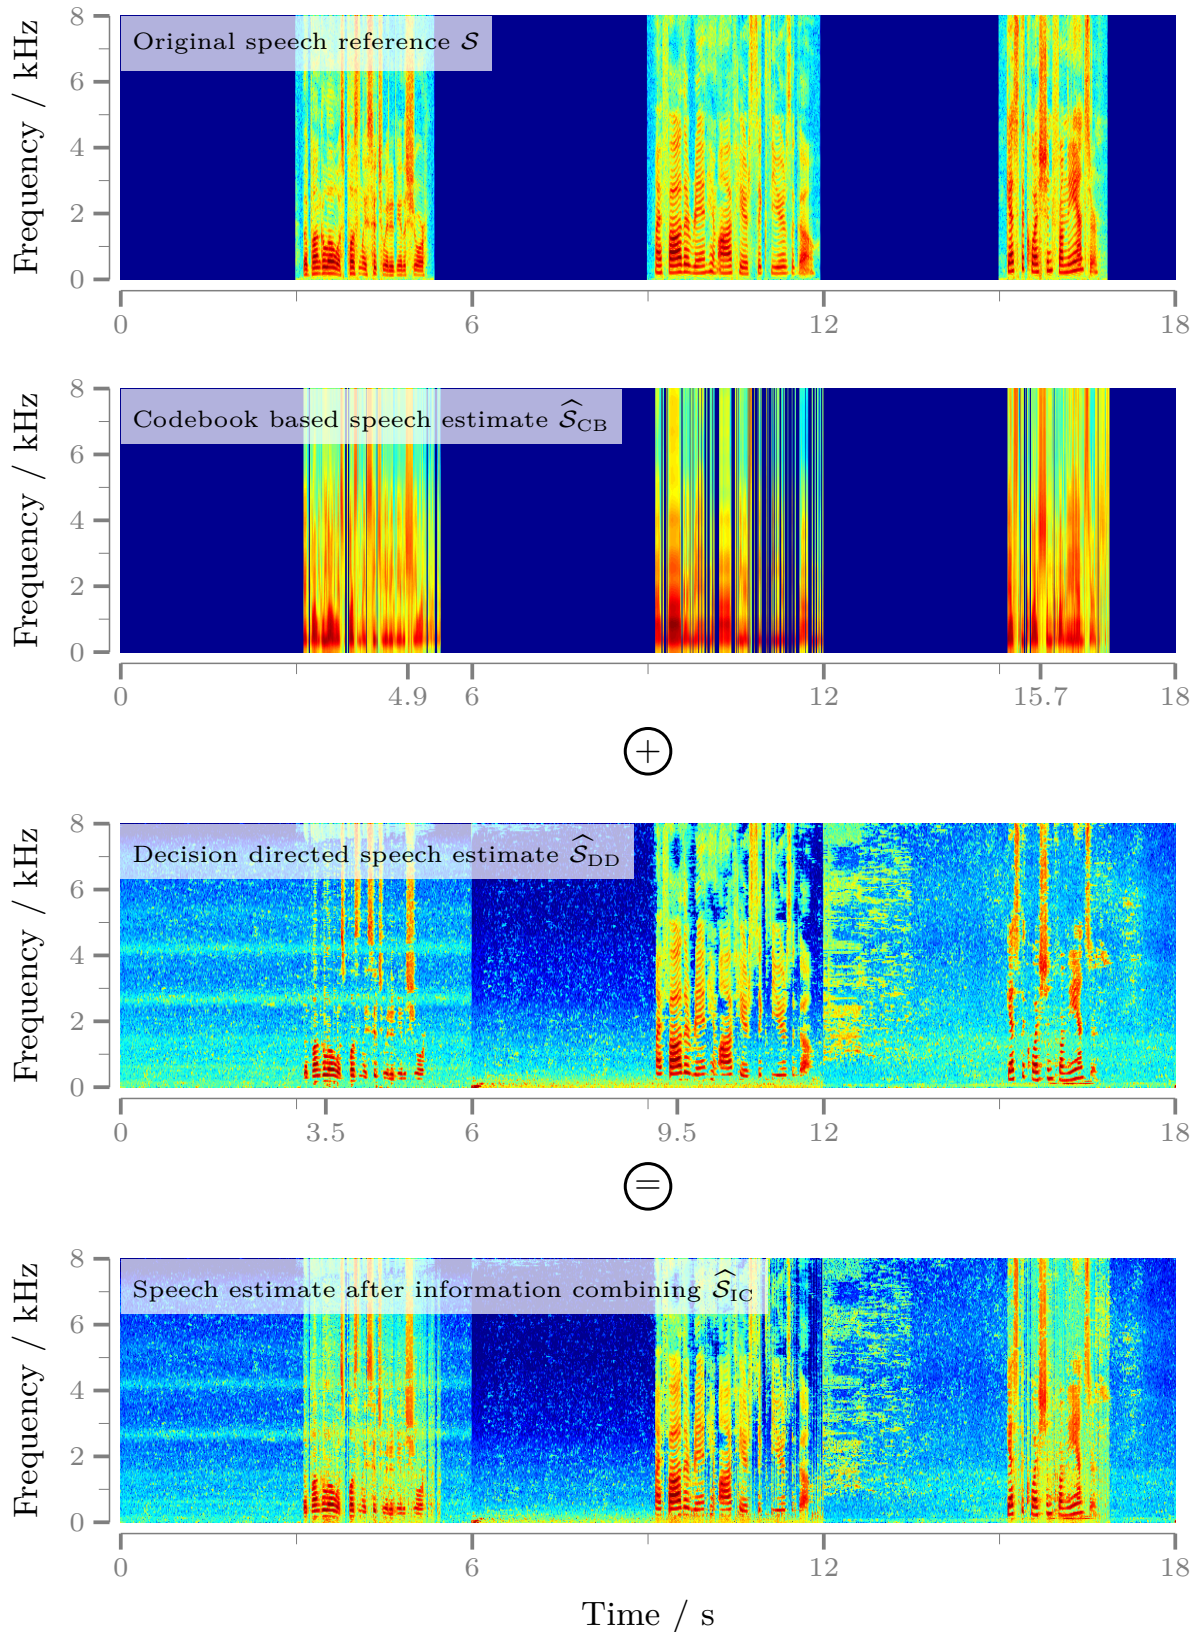 Frequency / kHz
8
6
4
2
0
Original speech reference 𝒮
0 6 12 18
Frequency / kHz
8
6
4
2
0
Codebook based speech estimate 𝒮̂CB
0 4.9 6 12 15.7 18
+
Frequency / kHz
8
6
4
2
0
Decision directed speech estimate 𝒮̂DD
0 3.5 6 9.5 12 18
=
Frequency / kHz
8
6
4
2
0
Speech estimate after information combining 𝒮̂IC
0 6 12 18
Time / s